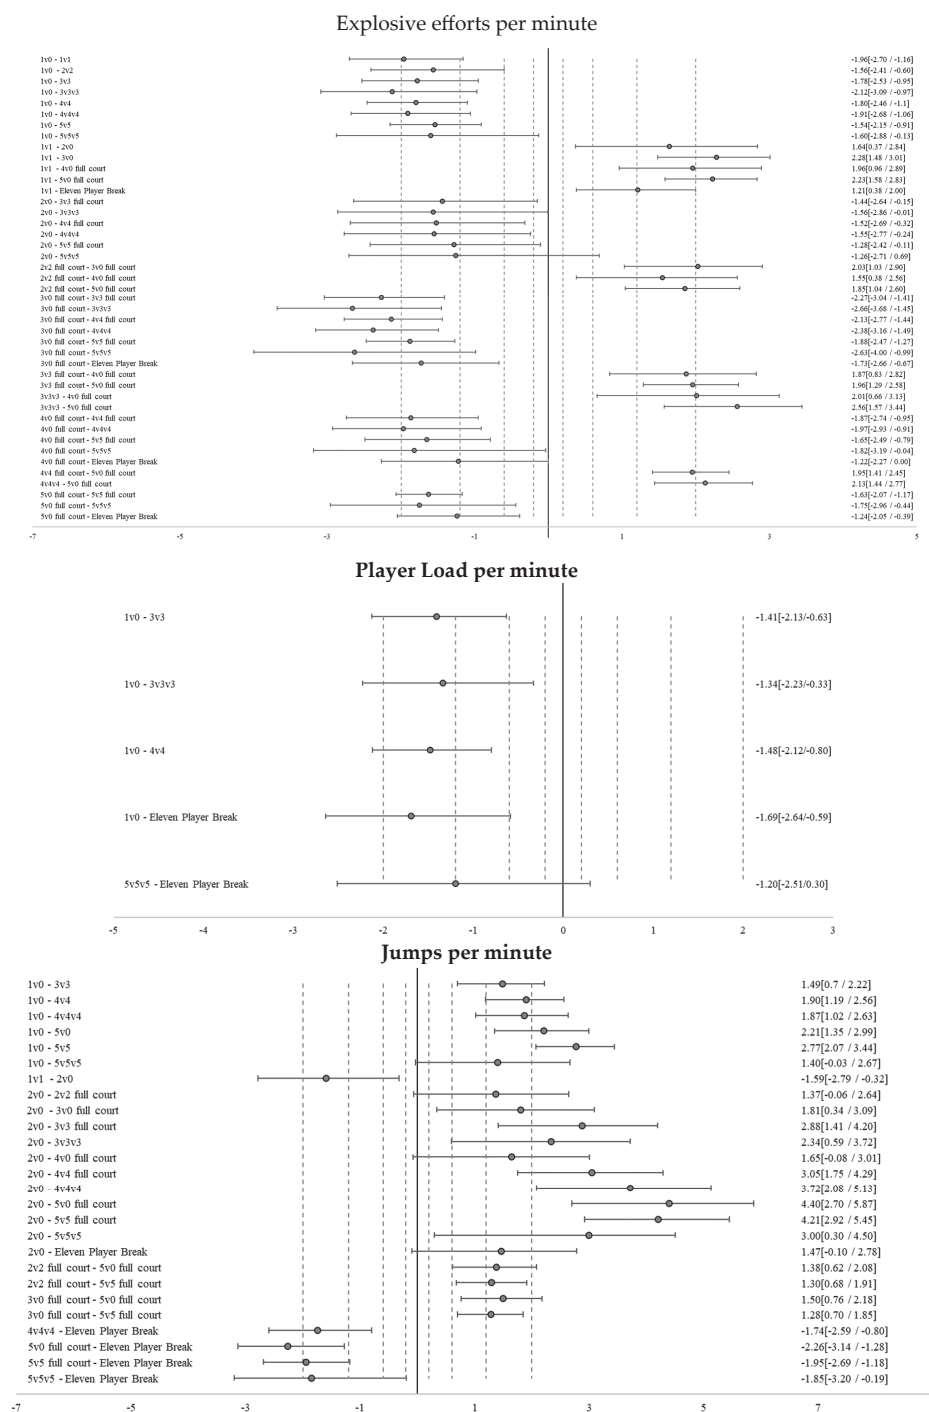 Explosive efforts per minute
1v0 - 1v1 -1.96[-2.70 / -1.16]
1v0 - 2v2 -1.56[-2.41 / -0.60]
1v0 - 3v3 -1.78[-2.53 / -0.95]
1v0 - 3v3v3 -2.12[-3.09 / -0.97]
1v0 - 4v4 -1.80[-2.46 / -1.1]
1v0 - 4v4v4 -1.91[-2.68 / -1.06]
1v0 - 5v5 -1.54[-2.15 / -0.91]
1v0 - 5v5v5 -1.60[-2.88 / -0.13]
1v1 - 2v0 1.64[0.37 / 2.84]
1v1 - 3v0 2.28[1.48 / 3.01]
1v1 - 4v0 full court 1.96[0.96 / 2.89]
1v1 - 5v0 full court 2.23[1.58 / 2.83]
1v1 - Eleven Player Break 1.21[0.38 / 2.00]
2v0 - 3v3 full court -1.44[-2.64 / -0.15]
2v0 - 3v3v3 -1.56[-2.86 / -0.01]
2v0 - 4v4 full court -1.52[-2.69 / -0.32]
2v0 - 4v4v4 -1.55[-2.77 / -0.24]
2v0 - 5v5 full court -1.28[-2.42 / -0.11]
2v0 - 5v5v5 -1.26[-2.71 / 0.69]
2v2 full court - 3v0 full court 2.03[1.03 / 2.90]
2v2 full court - 4v0 full court 1.55[0.38 / 2.56]
2v2 full court - 5v0 full court 1.85[1.04 / 2.60]
3v0 full court - 3v3 full court -2.27[-3.04 / -1.41]
3v0 full court - 3v3v3 -2.66[-3.68 / -1.45]
3v0 full court - 4v4 full court -2.13[-2.77 / -1.44]
3v0 full court - 4v4v4 -2.38[-3.16 / -1.49]
3v0 full court - 5v5 full court -1.88[-2.47 / -1.27]
3v0 full court - 5v5v5 -2.63[-4.00 / -0.99]
3v0 full court - Eleven Player Break -1.73[-2.66 / -0.67]
3v3 full court - 4v0 full court 1.87[0.83 / 2.82]
3v3 full court - 5v0 full court 1.96[1.29 / 2.58]
3v3v3 - 4v0 full court 2.01[0.66 / 3.13]
3v3v3 - 5v0 full court 2.56[1.57 / 3.44]
4v0 full court - 4v4 full court -1.87[-2.74 / -0.95]
4v0 full court - 4v4v4 -1.97[-2.93 / -0.91]
4v0 full court - 5v5 full court -1.65[-2.49 / -0.79]
4v0 full court - 5v5v5 -1.82[-3.19 / -0.04]
4v0 full court - Eleven Player Break -1.22[-2.27 / 0.00]
4v4 full court - 5v0 full court 1.95[1.41 / 2.45]
4v4v4 - 5v0 full court 2.13[1.44 / 2.77]
5v0 full court - 5v5 full court -1.63[-2.07 / -1.17]
5v0 full court - 5v5v5 -1.75[-2.96 / -0.44]
5v0 full court - Eleven Player Break -1.24[-2.05 / -0.39]
-7 -5 -3 -1 1 3 5
Player Load per minute
1v0 - 3v3 -1.41[-2.13/-0.63]
1v0 - 3v3v3 -1.34[-2.23/-0.33]
1v0 - 4v4 -1.48[-2.12/-0.80]
1v0 - Eleven Player Break -1.69[-2.64/-0.59]
5v5v5 - Eleven Player Break -1.20[-2.51/0.30]
-5 -4 -3 -2 -1 0 1 2 3
Jumps per minute
1v0 - 3v3 1.49[0.7 / 2.22]
1v0 - 4v4 1.90[1.19 / 2.56]
1v0 - 4v4v4 1.87[1.02 / 2.63]
1v0 - 5v0 2.21[1.35 / 2.99]
1v0 - 5v5 2.77[2.07 / 3.44]
1v0 - 5v5v5 1.40[-0.03 / 2.67]
1v1 - 2v0 -1.59[-2.79 / -0.32]
2v0 - 2v2 full court 1.37[-0.06 / 2.64]
2v0 - 3v0 full court 1.81[0.34 / 3.09]
2v0 - 3v3 full court 2.88[1.41 / 4.20]
2v0 - 3v3v3 2.34[0.59 / 3.72]
2v0 - 4v0 full court 1.65[-0.08 / 3.01]
2v0 - 4v4 full court 3.05[1.75 / 4.29]
2v0 - 4v4v4 3.72[2.08 / 5.13]
2v0 - 5v0 full court 4.40[2.70 / 5.87]
2v0 - 5v5 full court 4.21[2.92 / 5.45]
2v0 - 5v5v5 3.00[0.30 / 4.50]
2v0 - Eleven Player Break 1.47[-0.10 / 2.78]
2v2 full court - 5v0 full court 1.38[0.62 / 2.08]
2v2 full court - 5v5 full court 1.30[0.68 / 1.91]
3v0 full court - 5v0 full court 1.50[0.76 / 2.18]
3v0 full court - 5v5 full court 1.28[0.70 / 1.85]
4v4v4 - Eleven Player Break -1.74[-2.59 / -0.80]
5v0 full court - Eleven Player Break -2.26[-3.14 / -1.28]
5v5 full court - Eleven Player Break -1.95[-2.69 / -1.18]
5v5v5 - Eleven Player Break -1.85[-3.20 / -0.19]
-7 -5 -3 -1 1 3 5 7